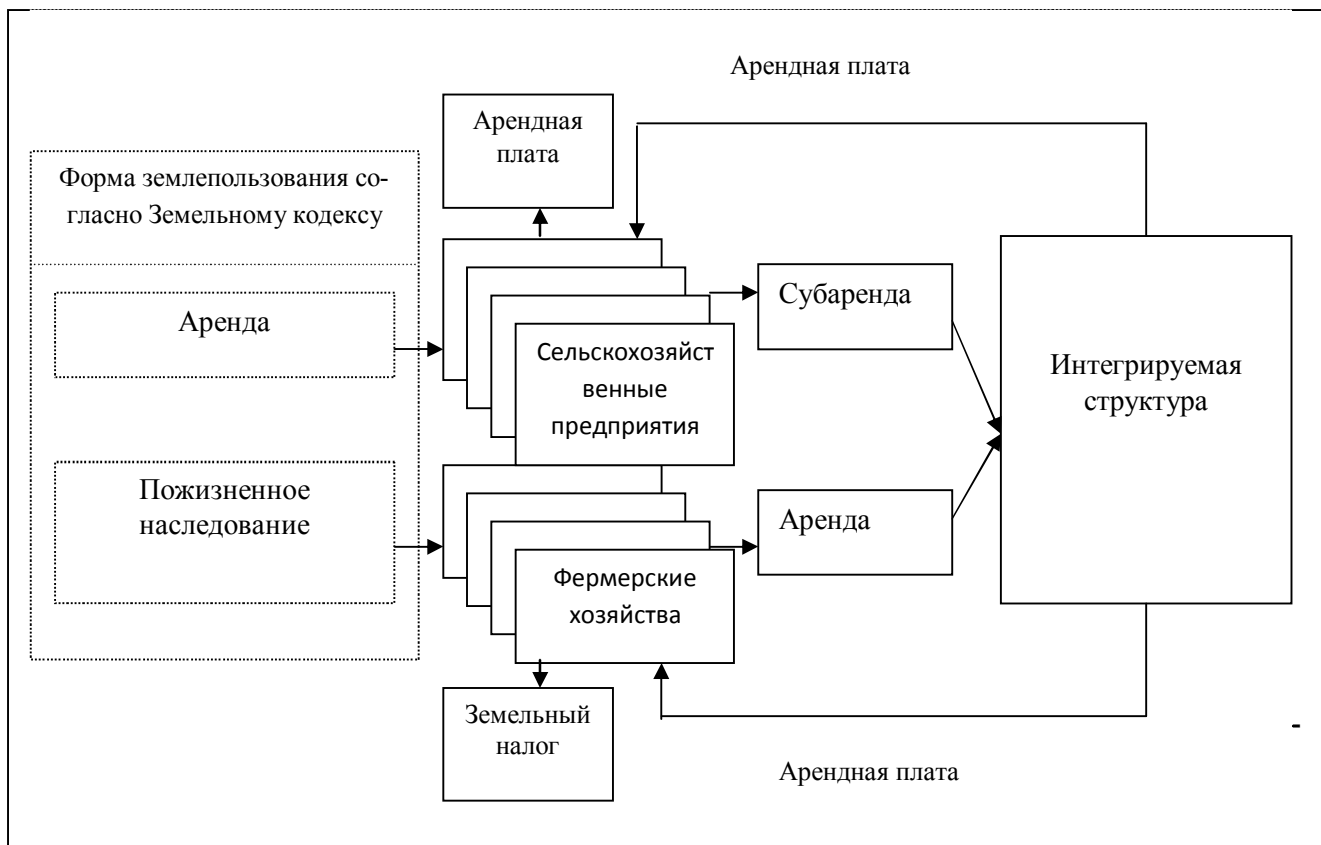 Арендная плата
Арендная
плата
Форма землепользования со-
гласно Земельному кодексу
Аренда
Субаренда
Сельскохозяйст
венные
предприятия
Интегрируемая
структура
Пожизненное
наследование
Аренда
Фермерские
хозяйства
Земельный
налог
Арендная плата